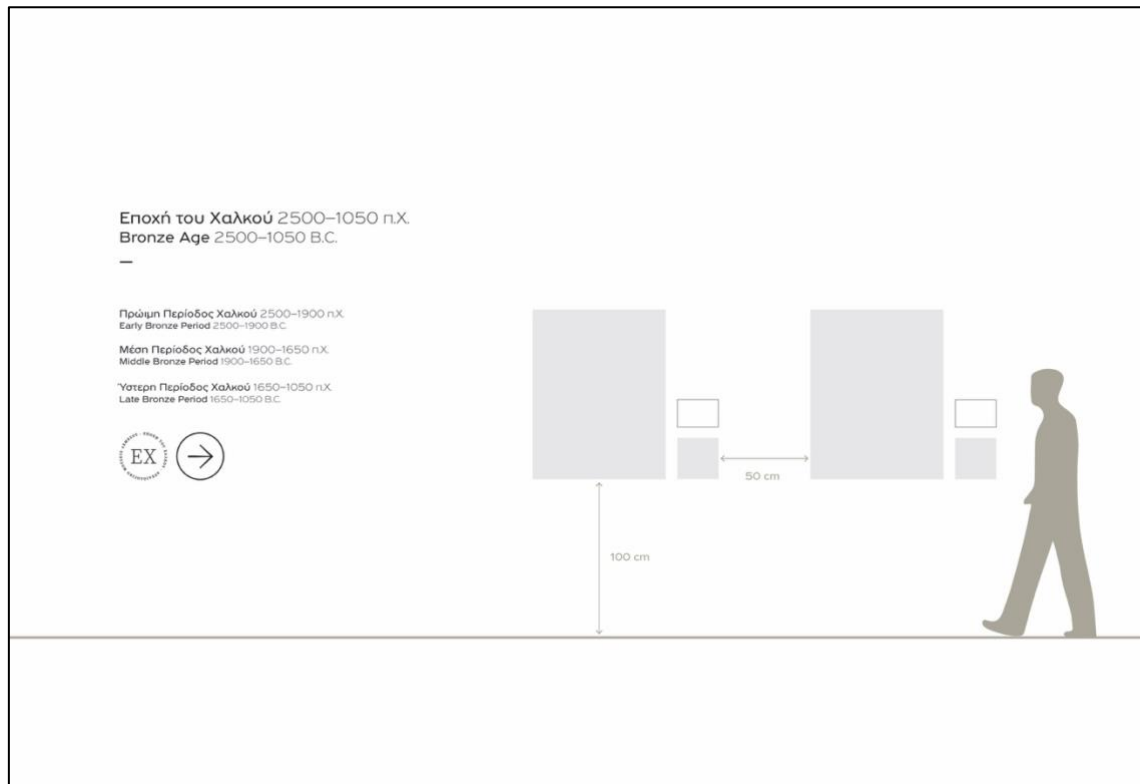 Εποχή του Χαλκού 2500–1050 π.Χ.
Bronze Age 2500–1050 B.C.
—
Πρώιμη Περίοδος Χαλκού 2500–1900 π.Χ.
Early Bronze Period 2500–1900 B.C.
Μέση Περίοδος Χαλκού 1900–1650 π.Χ.
Middle Bronze Period 1900–1650 B.C.
Ύστερη Περίοδος Χαλκού 1650–1050 π.Χ.
Late Bronze Period 1650–1050 B.C.
EX
50 cm
100 cm